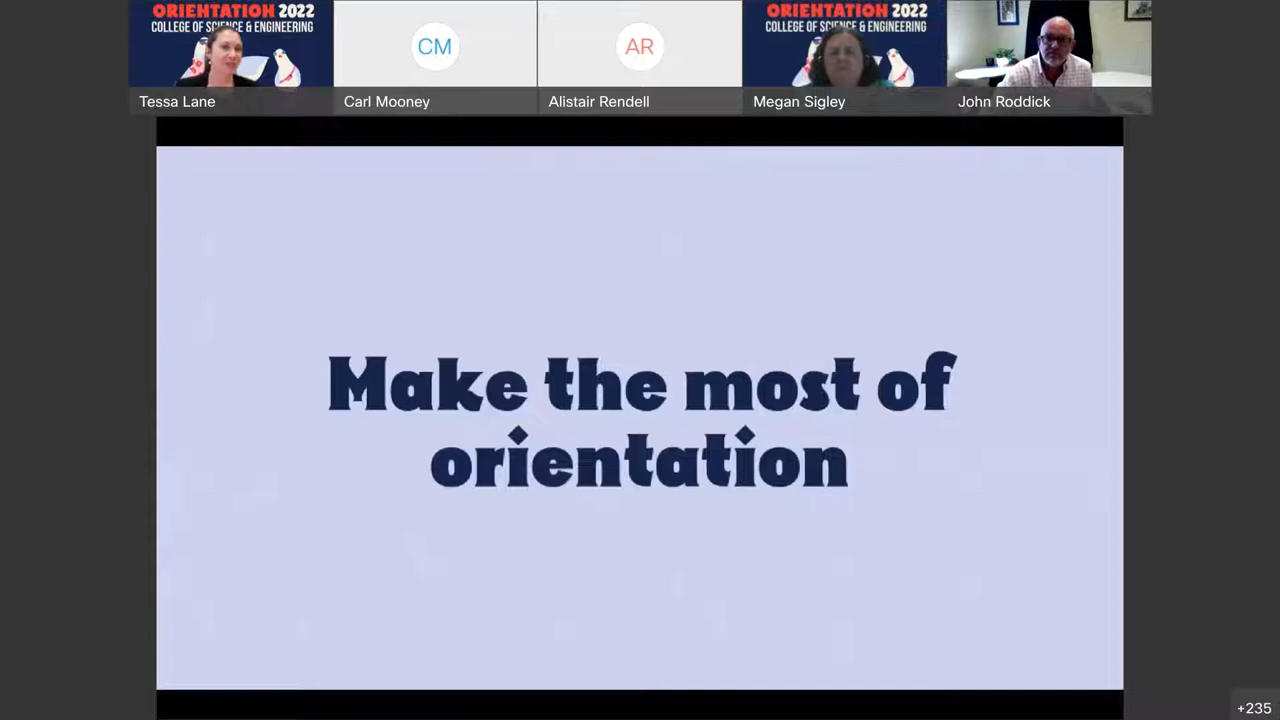 ORIENTATION 2022
COLLEGE OF SCIENCE & ENGINEERING
Tessa Lane
CM
Carl Mooney
AR
Alistair Rendell
ORIENTATION 2022
COLLEGE OF SCIENCE & ENGINEERING
Megan Sigley
John Roddick
Make the most of
orientation
+235